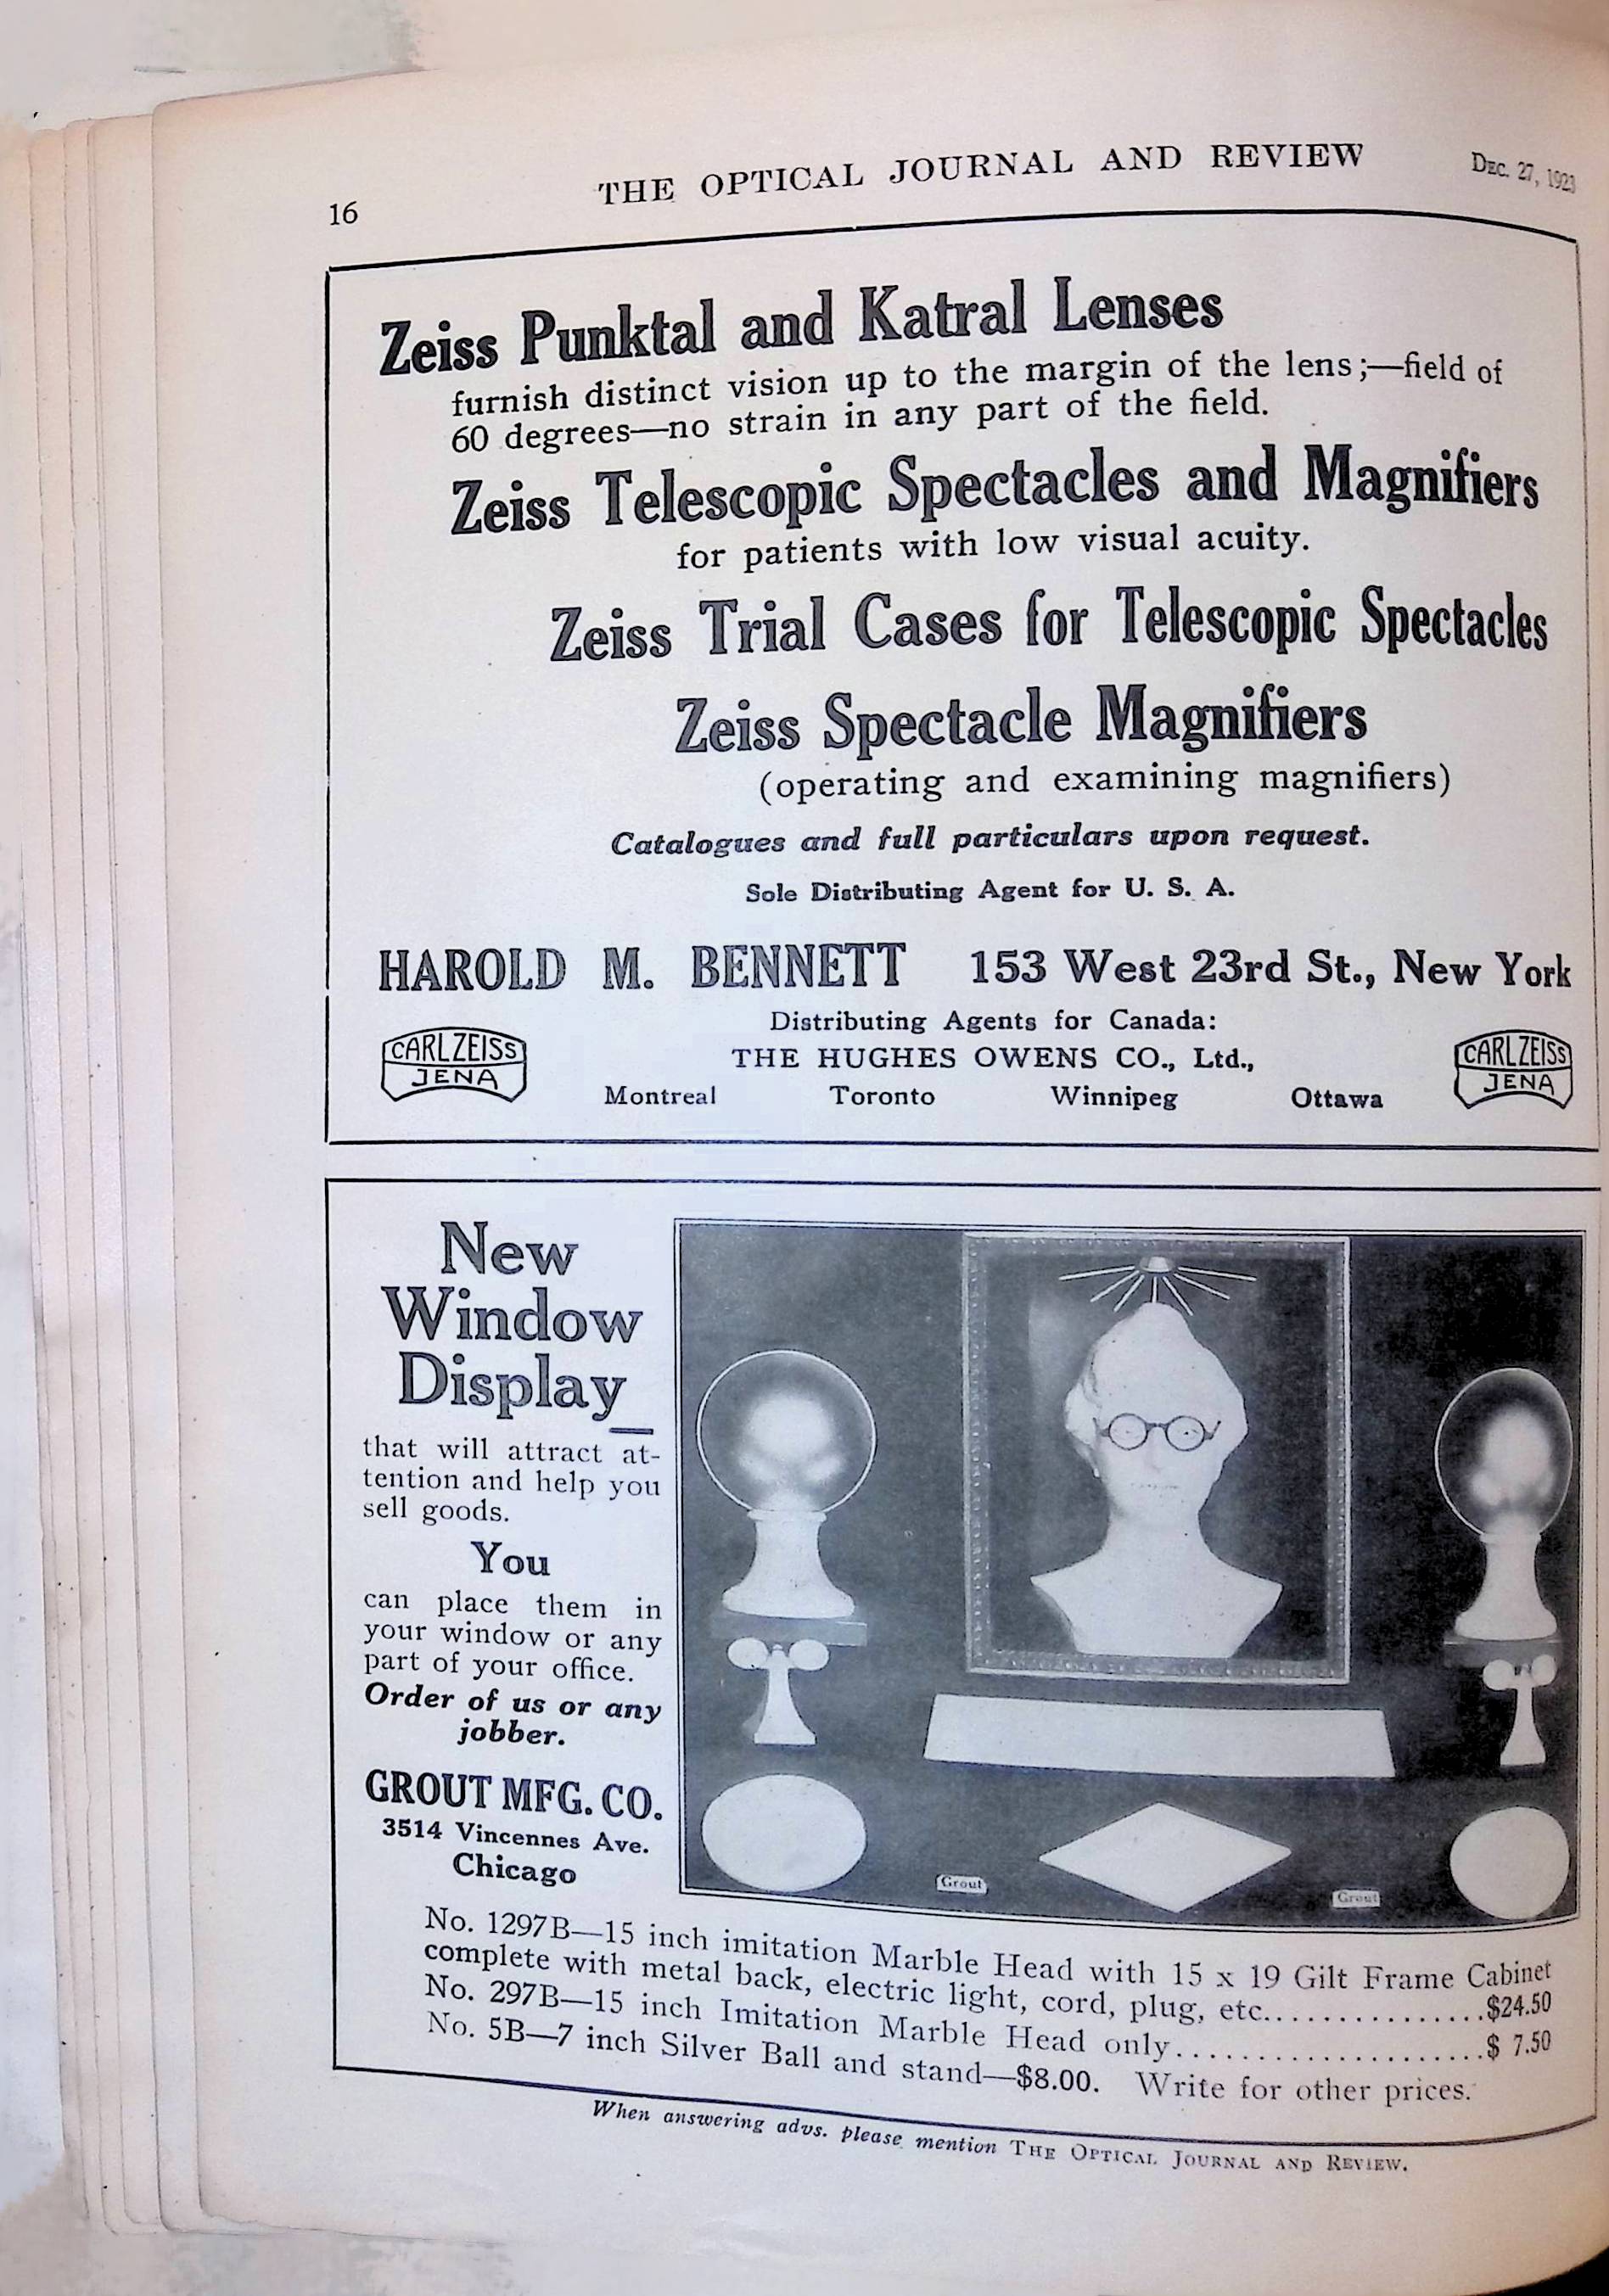 16
THE OPTICAL JOURNAL AND REVIEW
DEC. 27, 1923
Zeiss Punktal and Katral Lenses
furnish distinct vision up to the margin of the lens;—field of
60 degrees—no strain in any part of the field.
Zeiss Telescopic Spectacles and Magnifiers
for patients with low visual acuity.
Zeiss Trial Cases for Telescopic Spectacles
Zeiss Spectacle Magnifiers
(operating and examining magnifiers)
Catalogues and full particulars upon request.
Sole Distributing Agent for U. S. A.
HAROLD M. BENNETT 153 West 23rd St., New York
Distributing Agents for Canada:
THE HUGHES OWENS CO., Ltd.,
Montreal Toronto Winnipeg Ottawa
CARL ZEISS
JENA
CARL ZEISS
JENA
New
Window
Display—
that will attract at-
tention and help you
sell goods.
You
can place them in
your window or any
part of your office.
Order of us or any
jobber.
GROUT MFG. CO.
3514 Vincennes Ave.
Chicago
Grout
Grout
No. 1297B—15 inch imitation Marble Head with 15 x 19 Gilt Frame Cabinet
complete with metal back, electric light, cord, plug, etc................$24.50
No. 297B—15 inch Imitation Marble Head only.....................$ 7.50
No. 5B—7 inch Silver Ball and stand—$8.00. Write for other prices.
When answering advs. please mention THE OPTICAL JOURNAL AND REVIEW.